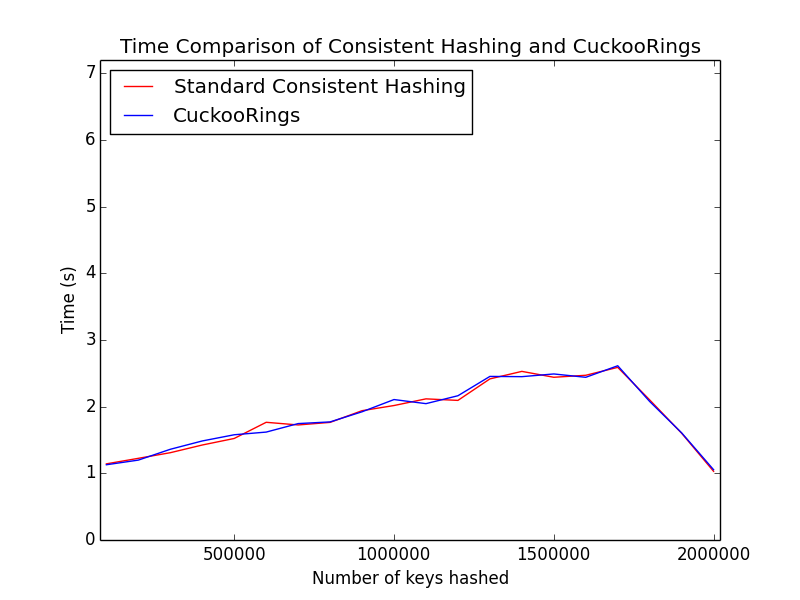 Time Comparison of Consistent Hashing and CuckooRings
Standard Consistent Hashing
CuckooRings
7
6
5
4
3
2
1
0
Time (s)
500000 1000000 1500000 2000000
Number of keys hashed